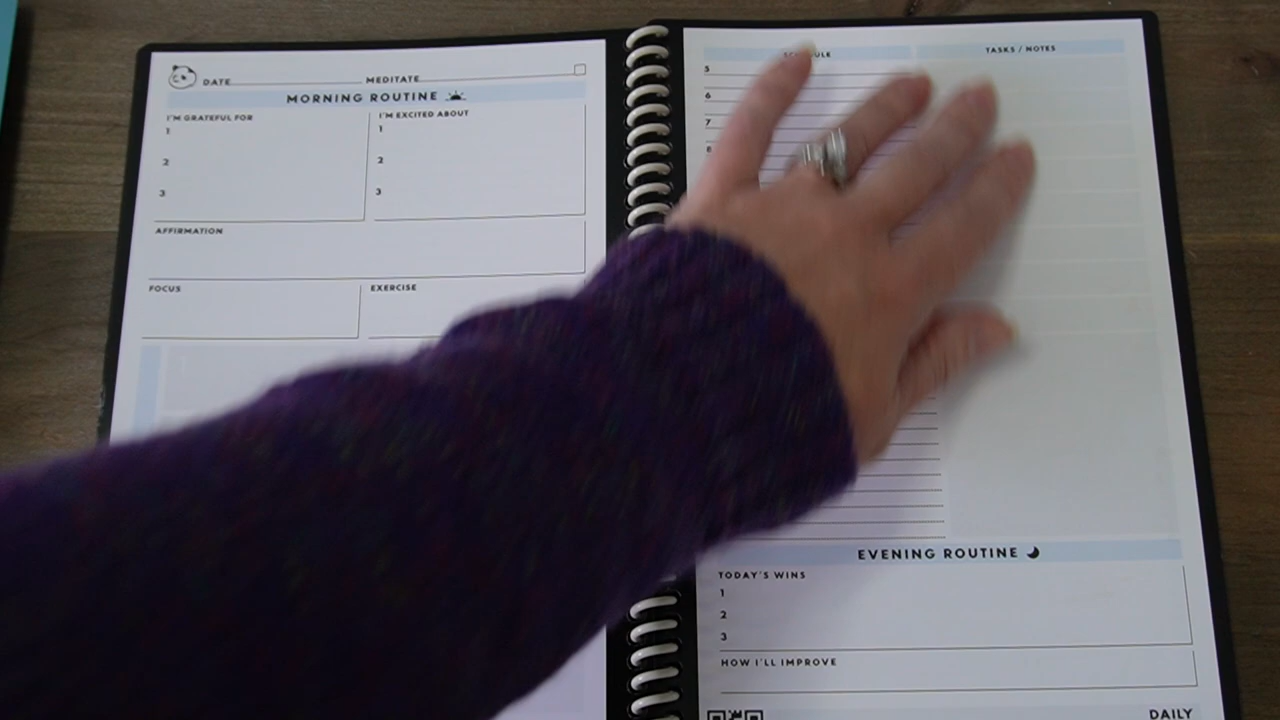 DATE MEDITATE
MORNING ROUTINE
I'M GRATEFUL FOR
1
2
3
I'M EXCITED ABOUT
1
2
3
AFFIRMATION
FOCUS
EXERCISE
TASKS / NOTES
5
6
7
8
EVENING ROUTINE
TODAY'S WINS
1
2
3
HOW I'LL IMPROVE
DAILY